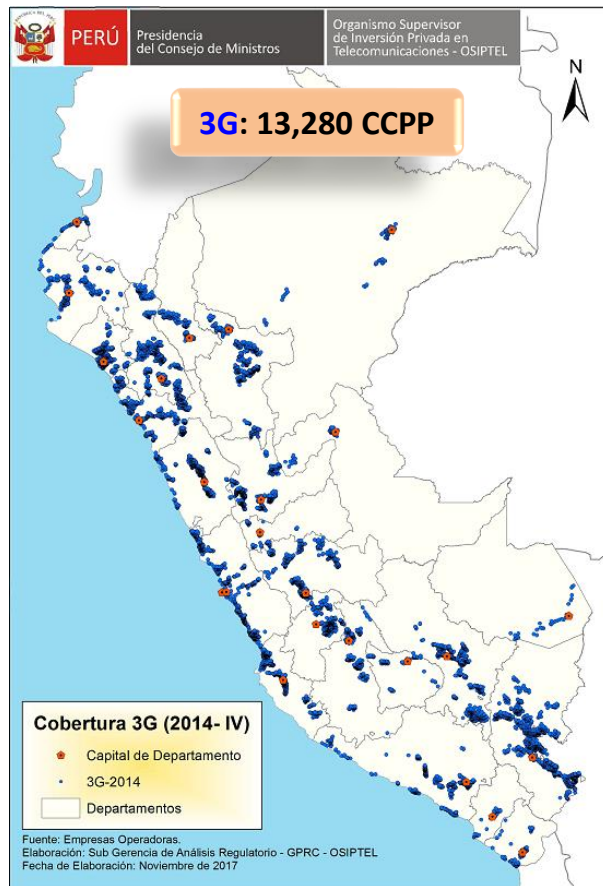 PERÚ
Presidencia
del Consejo de Ministros
Organismo Supervisor
de Inversión Privada en
Telecomunicaciones - OSIPTEL
N
3G: 13,280 CCPP
Cobertura 3G (2014- IV)
Capital de Departamento
3G-2014
Departamentos
Fuente: Empresas Operadoras.
Elaboración: Sub Gerencia de Análisis Regulatorio - GPRC - OSIPTEL
Fecha de Elaboración: Noviembre de 2017